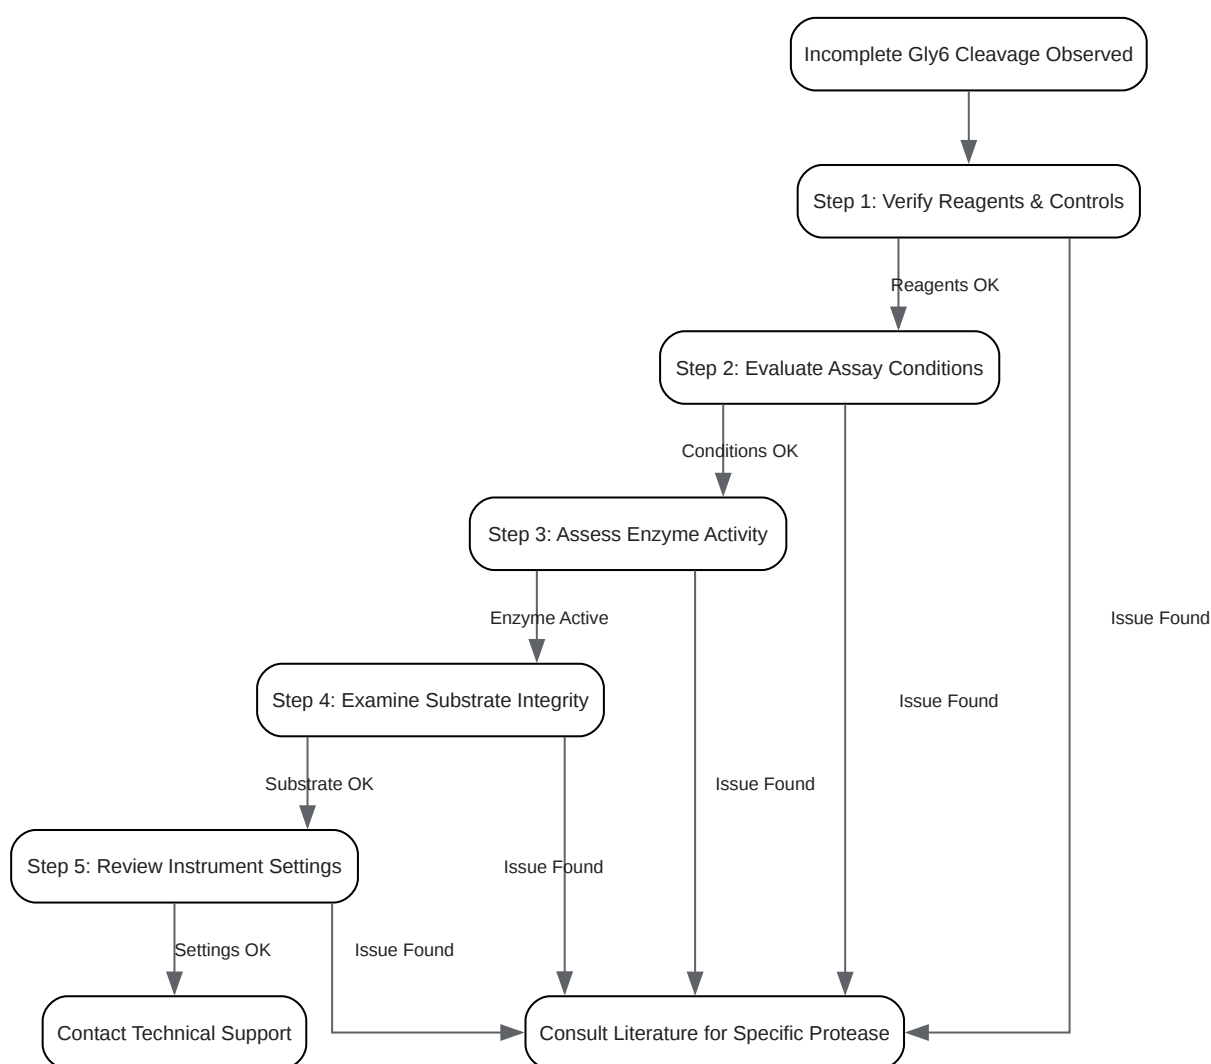 Incomplete Gly6 Cleavage Observed
Step 1: Verify Reagents & Controls
Reagents OK
Step 2: Evaluate Assay Conditions
Conditions OK
Step 3: Assess Enzyme Activity
Enzyme Active
Issue Found
Step 4: Examine Substrate Integrity
Issue Found
Substrate OK
Issue Found
Step 5: Review Instrument Settings
Issue Found
Settings OK
Issue Found
Contact Technical Support
Consult Literature for Specific Protease